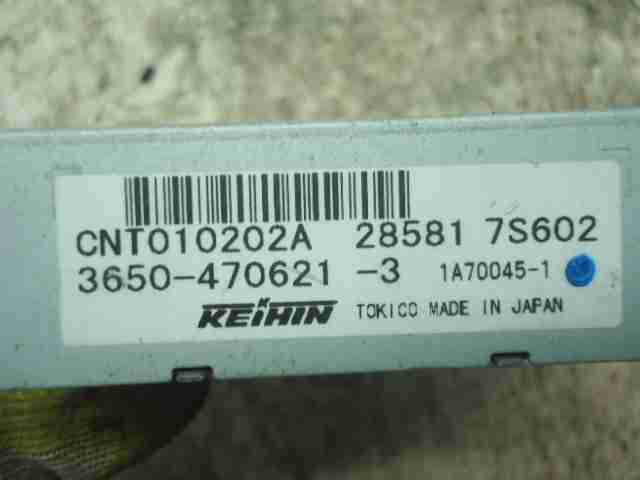 CNT010202A 28581 7S602
3650-470621-3 1A70045-1
KEIHIN TOKICO MADE IN JAPAN